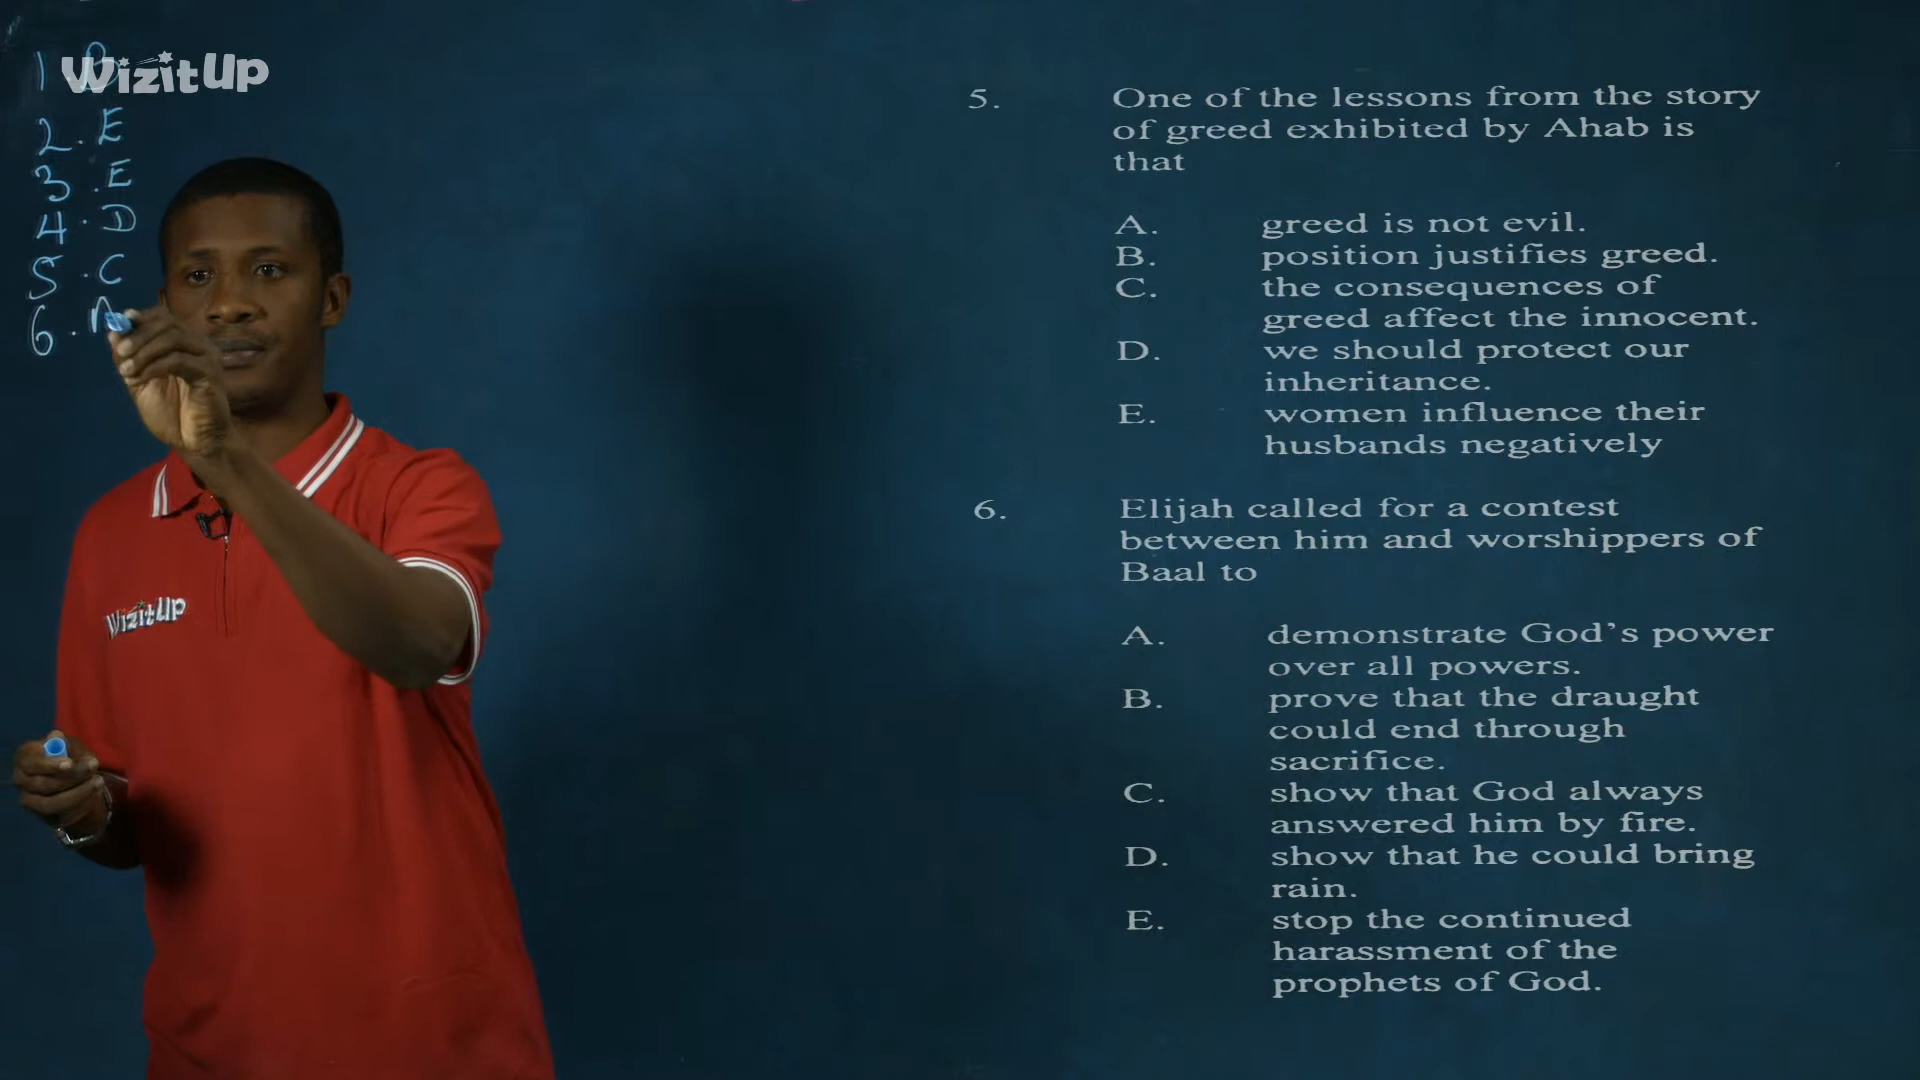 WizitUp
1. B
2. E
3. E
4. D
5. C
6.
WizitUp
5. One of the lessons from the story
of greed exhibited by Ahab is
that
A. greed is not evil.
B. position justifies greed.
C. the consequences of
greed affect the innocent.
D. we should protect our
inheritance.
E. women influence their
husbands negatively
6. Elijah called for a contest
between him and worshippers of
Baal to
A. demonstrate God's power
over all powers.
B. prove that the draught
could end through
sacrifice.
C. show that God always
answered him by fire.
D. show that he could bring
rain.
E. stop the continued
harassment of the
prophets of God.